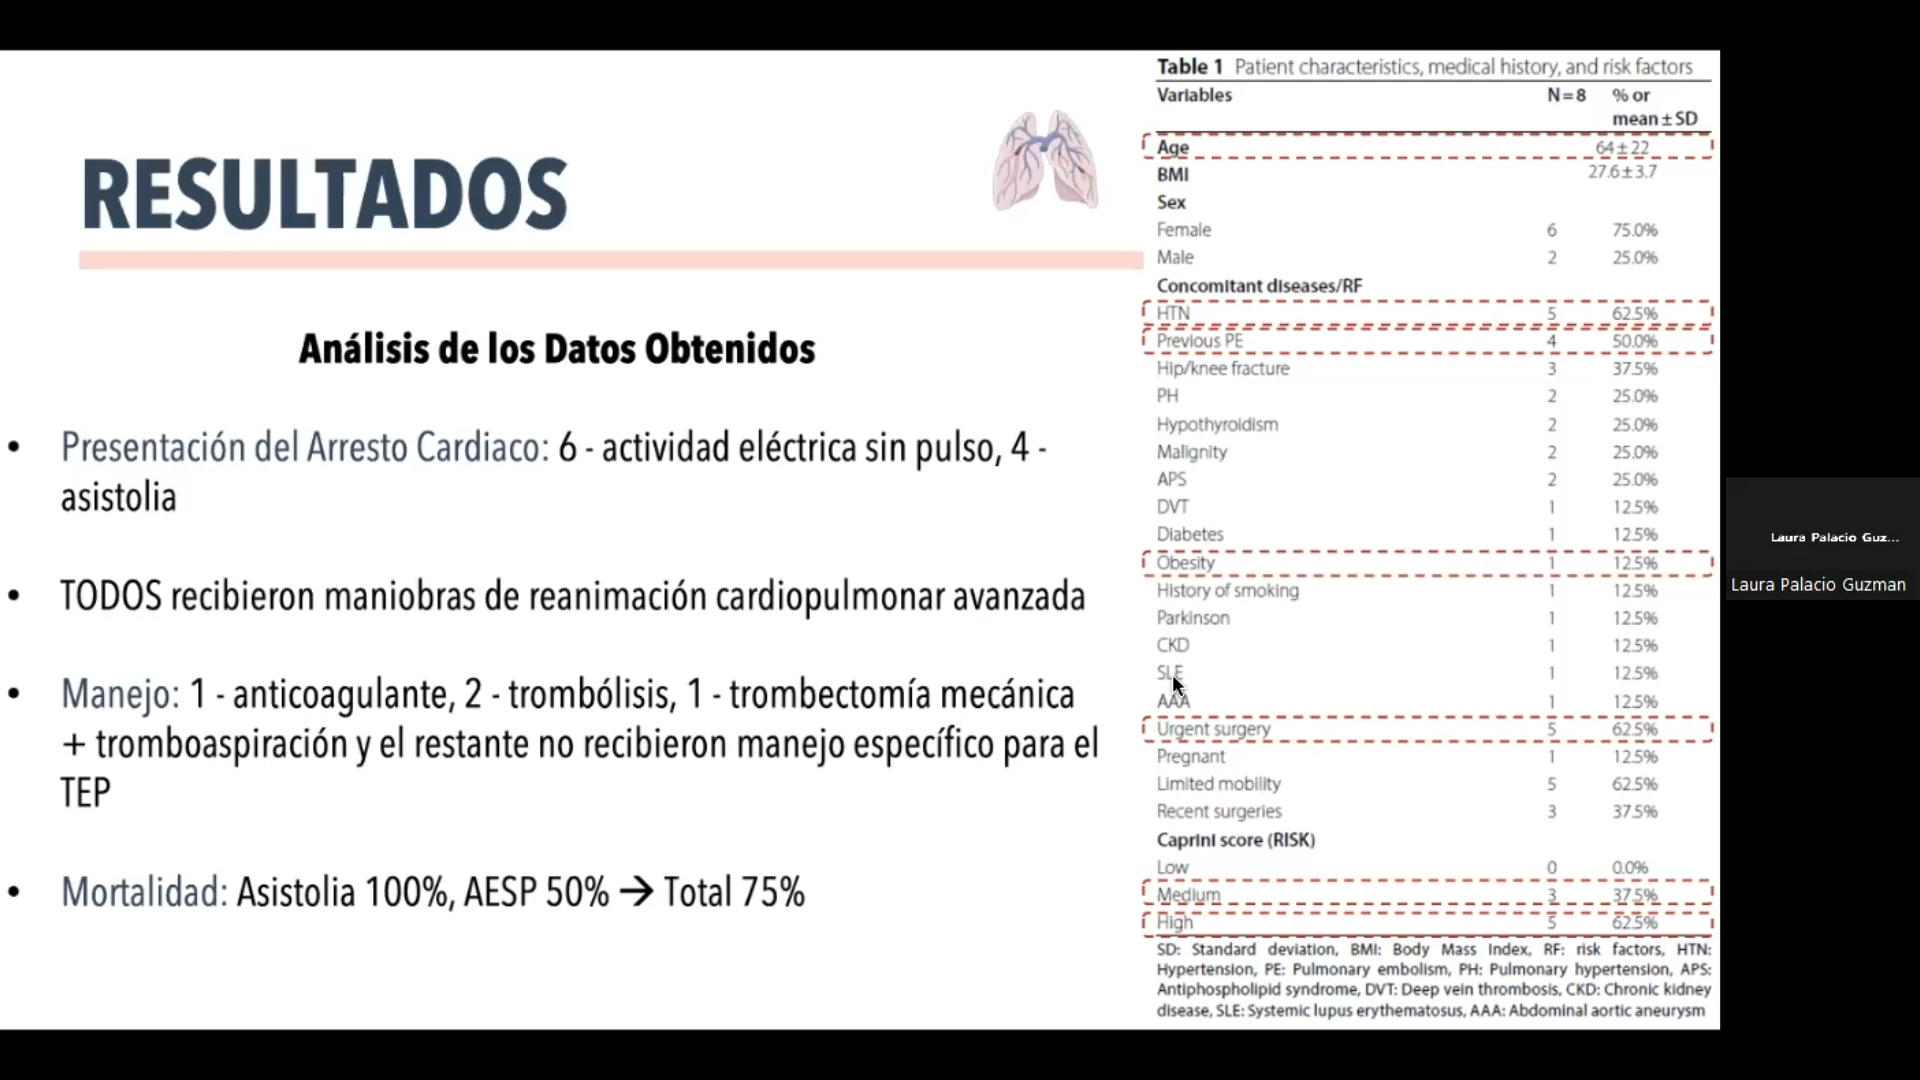 RESULTADOS
Análisis de los Datos Obtenidos
• Presentación del Arresto Cardiaco: 6 - actividad eléctrica sin pulso, 4 -
asistolia
• TODOS recibieron maniobras de reanimación cardiopulmonar avanzada
• Manejo: 1 - anticoagulante, 2 - trombólisis, 1 - trombectomía mecánica
+ tromboaspiración y el restante no recibieron manejo específico para el
TEP
• Mortalidad: Asistolia 100%, AESP 50% → Total 75%
Table 1 Patient characteristics, medical history, and risk factors
Variables N=8 % or
mean±SD
Age 64±22
BMI 27.6±3.7
Sex
Female 6 75.0%
Male 2 25.0%
Concomitant diseases/RF
HTN 5 62.5%
Previous PE 4 50.0%
Hip/knee fracture 3 37.5%
PH 2 25.0%
Hypothyroidism 2 25.0%
Malignity 2 25.0%
APS 2 25.0%
DVT 1 12.5%
Diabetes 1 12.5%
Obesity 1 12.5%
History of smoking 1 12.5%
Parkinson 1 12.5%
CKD 1 12.5%
SLE 1 12.5%
AAA 1 12.5%
Urgent surgery 5 62.5%
Pregnant 1 12.5%
Limited mobility 5 62.5%
Recent surgeries 3 37.5%
Caprini score (RISK)
Low 0 0.0%
Medium 3 37.5%
High 5 62.5%
SD: Standard deviation, BMI: Body Mass Index, RF: risk factors, HTN:
Hypertension, PE: Pulmonary embolism, PH: Pulmonary hypertension, APS:
Antiphospholipid syndrome, DVT: Deep vein thrombosis, CKD: Chronic kidney
disease, SLE: Systemic lupus erythematosus, AAA: Abdominal aortic aneurysm
Laura Palacio Guz...
Laura Palacio Guzman